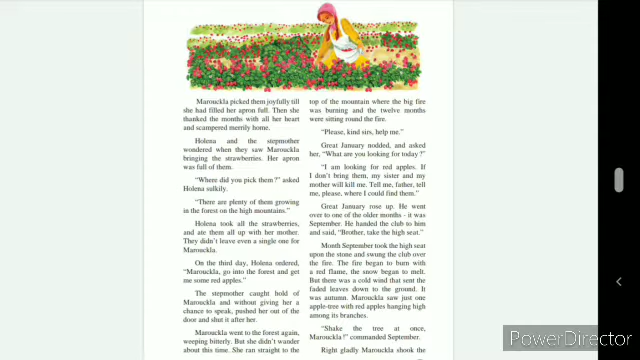 Marouckla picked them joyfully till
she had filled her apron full. Then she
thanked the months with all her heart
and scampered merrily home.
Holena and the stepmother
wondered when they saw Marouckla
bringing the strawberries. Her apron
was full of them.
“Where did you pick them?” asked
Holena sulkily.
“There are plenty of them growing
in the forest on the high mountains.”
Holena took all the strawberries,
and ate them all up with her mother.
They didn't leave even a single one for
Marouckla.
On the third day, Holena ordered,
“Marouckla, go into the forest and get
me some red apples.”
The stepmother caught hold of
Marouckla and without giving her a
chance to speak, pushed her out of the
door and shut it after her.
Marouckla went to the forest again,
weeping bitterly. But she didn't wander
about this time. She ran straight to the
top of the mountain where the big fire
was burning and the twelve months
were sitting round the fire.
“Please, kind sirs, help me.”
Great January nodded, and asked
her, “What are you looking for today?”
“I am looking for red apples. If
I don't bring them, my sister and my
mother will kill me. Tell me, father, tell
me, please, where I could find them.”
Great January rose up. He went
over to one of the older months - it was
September. He handed the club to him
and said, “Brother, take the high seat.”
Month September took the high seat
upon the stone and swung the club over
the fire. The fire began to burn with
a red flame, the snow began to melt.
But there was a cold wind that sent the
faded leaves down to the ground. It
was autumn. Marouckla saw just one
apple-tree with red apples hanging high
among its branches.
“Shake the tree at once,
Marouckla!” commanded September.
Right gladly Marouckla shook the
PowerDirector